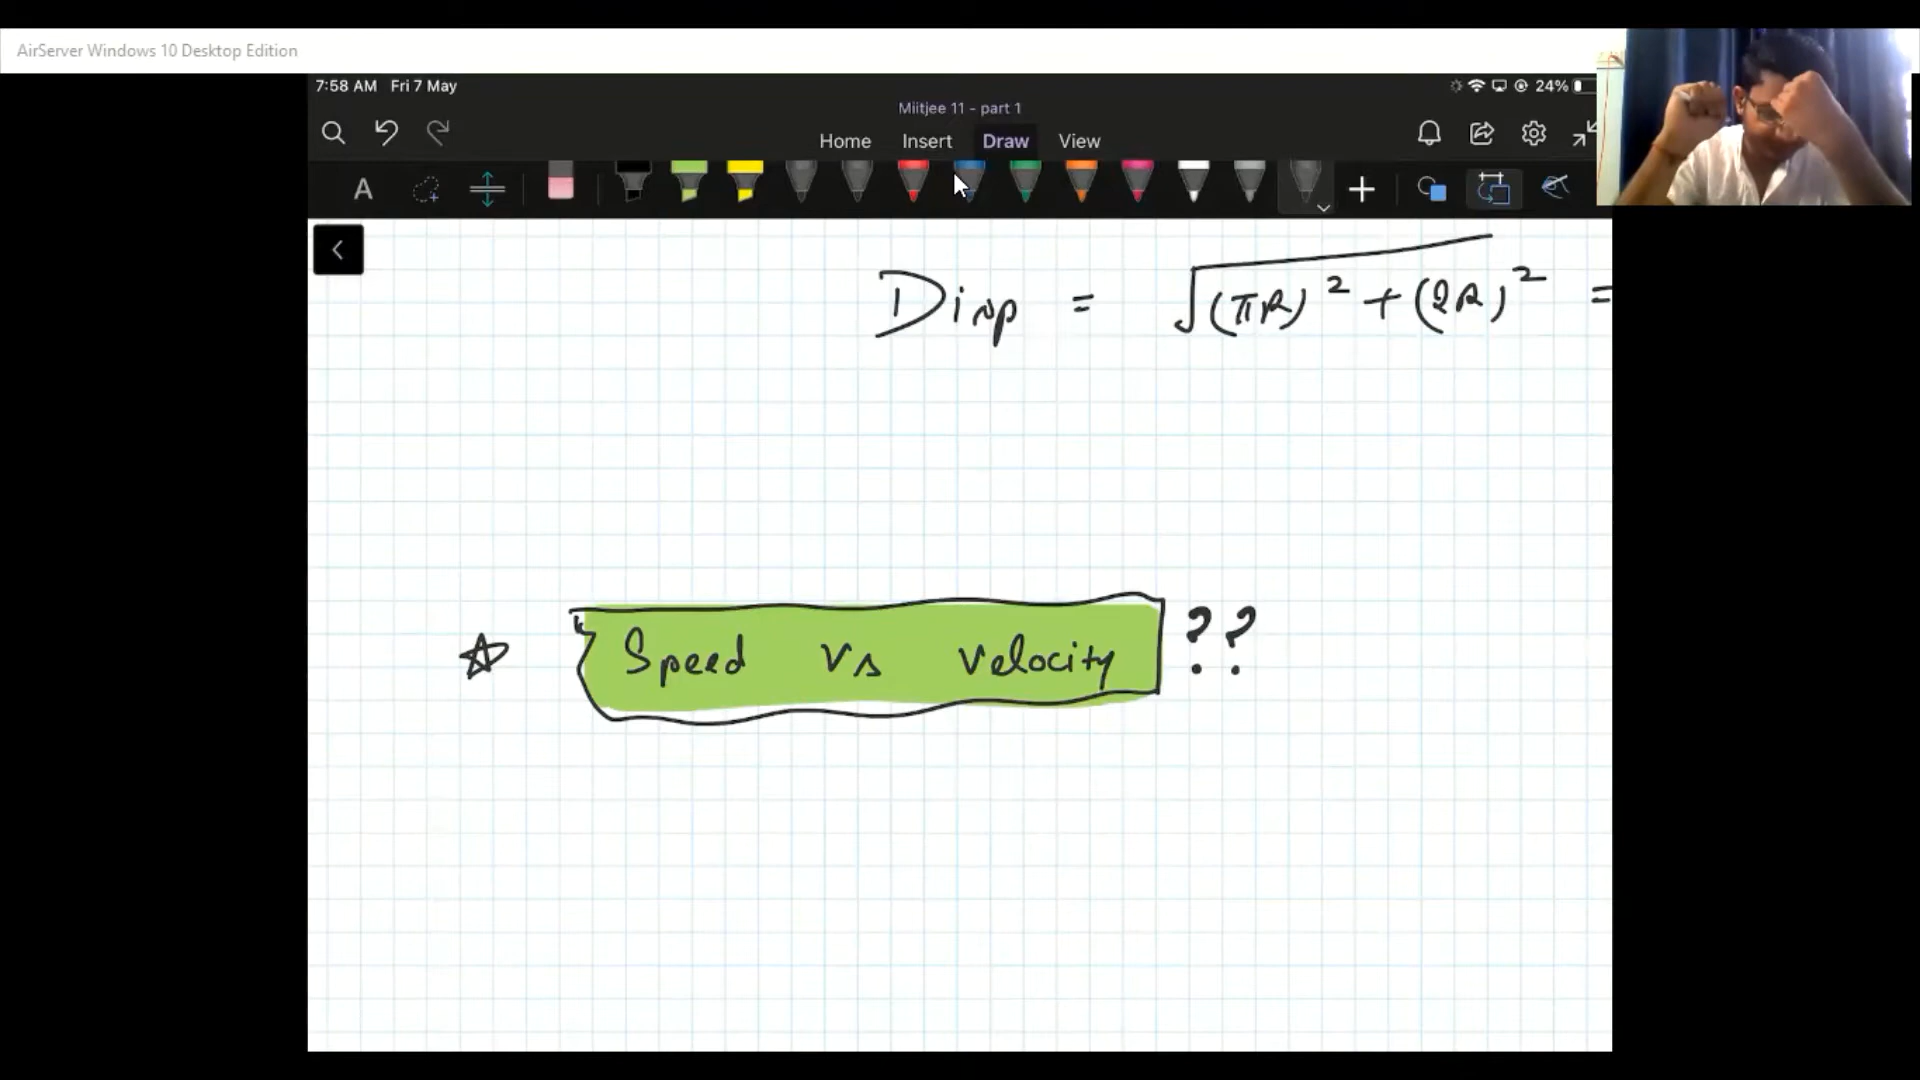 AirServer Windows 10 Desktop Edition
7:58 AM Fri 7 May
24%
Miitjee 11 - part 1
Home Insert Draw View
A
Disp = √(πR)² + (2R)² =
☆ Speed Vs Velocity ??